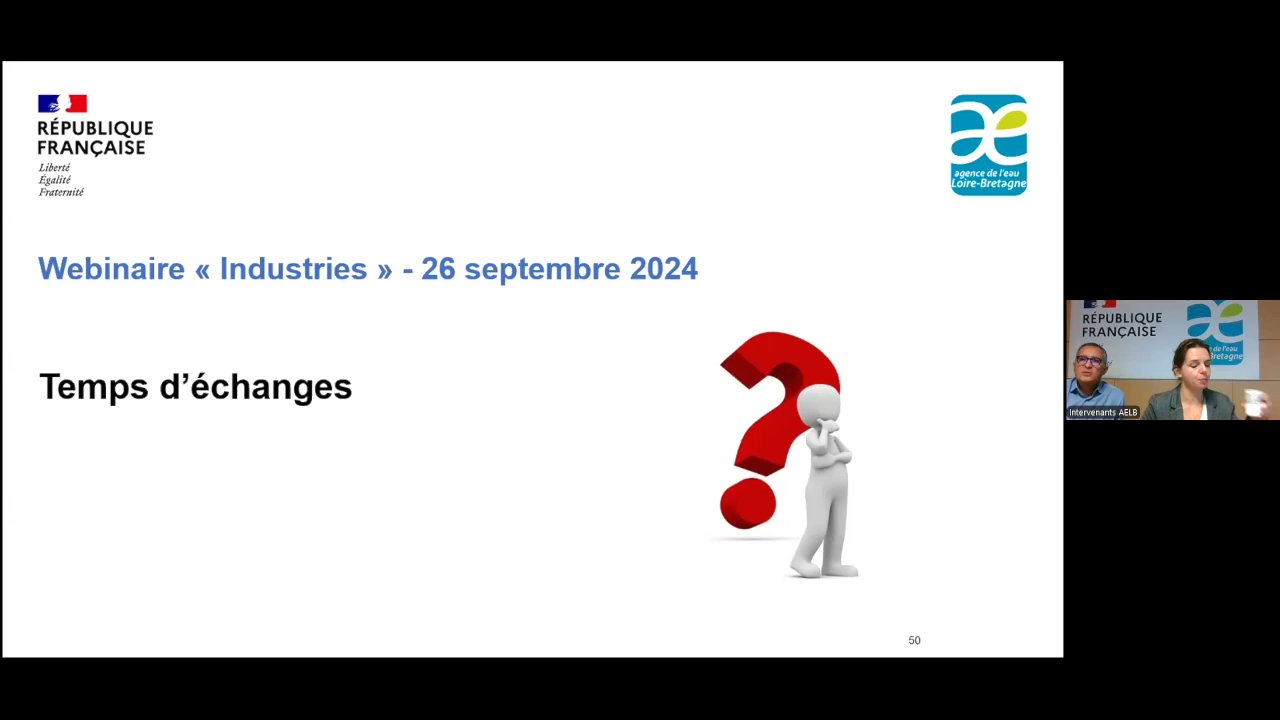 RÉPUBLIQUE
FRANÇAISE
Liberté
Égalité
Fraternité
agence de l'eau
Loire-Bretagne
Webinaire « Industries » - 26 septembre 2024
Temps d'échanges
50
RÉPUBLIQUE
FRANÇAISE
de l'eau
Bretagne
Intervenants AELB